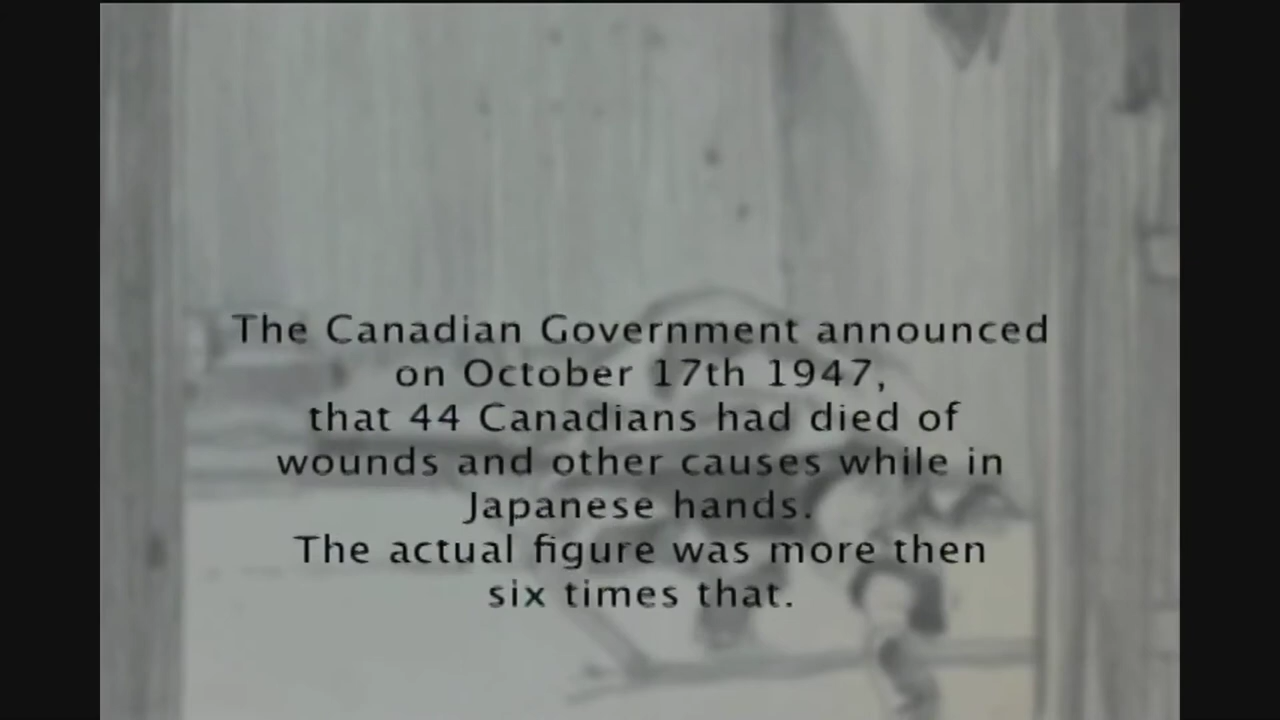 The Canadian Government announced
on October 17th 1947,
that 44 Canadians had died of
wounds and other causes while in
Japanese hands.
The actual figure was more then
six times that.